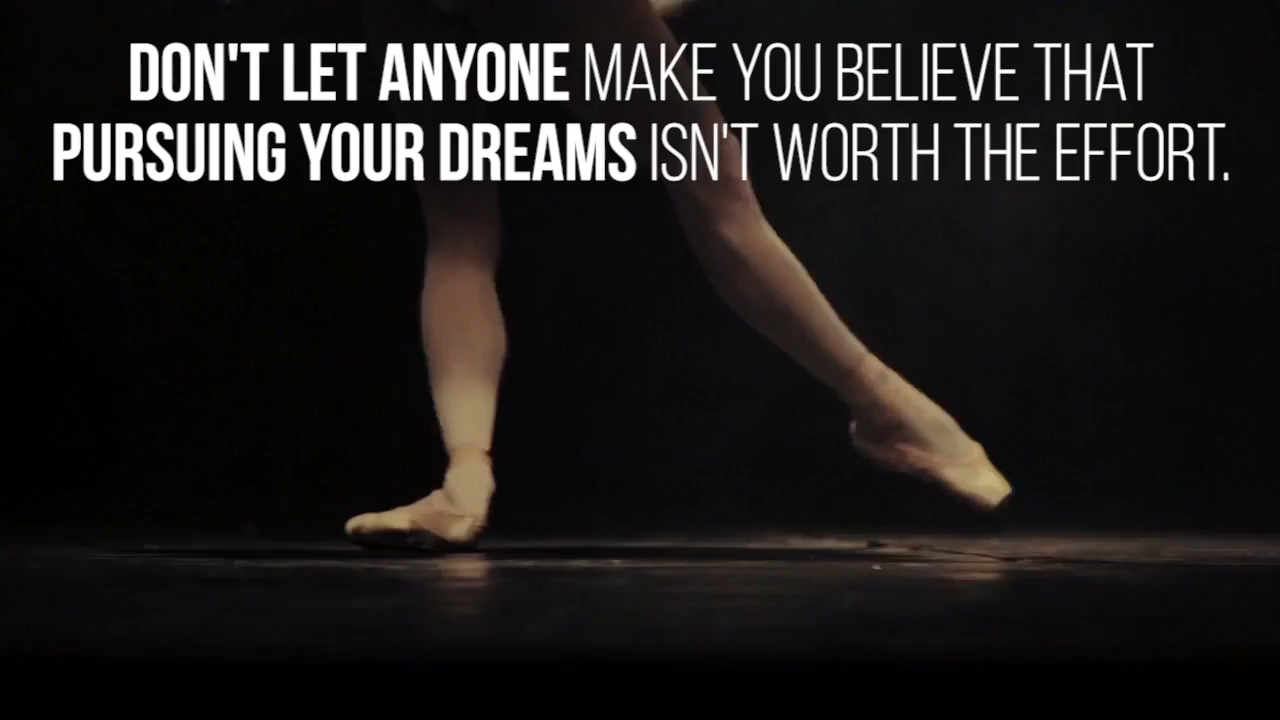 DON'T LET ANYONE MAKE YOU BELIEVE THAT
PURSUING YOUR DREAMS ISN'T WORTH THE EFFORT.